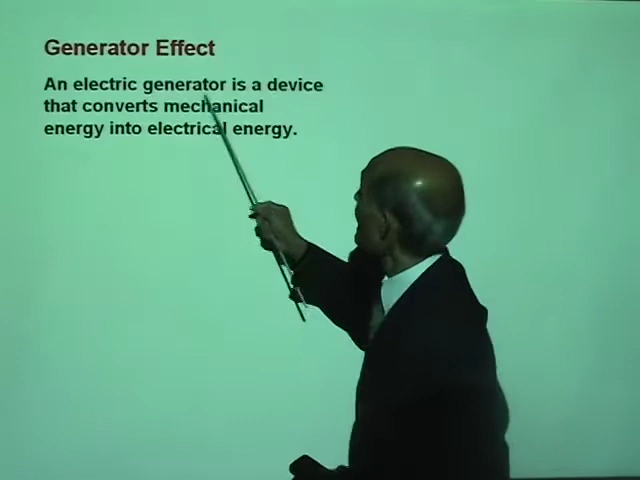 Generator Effect
An electric generator is a device
that converts mechanical
energy into electrical energy.